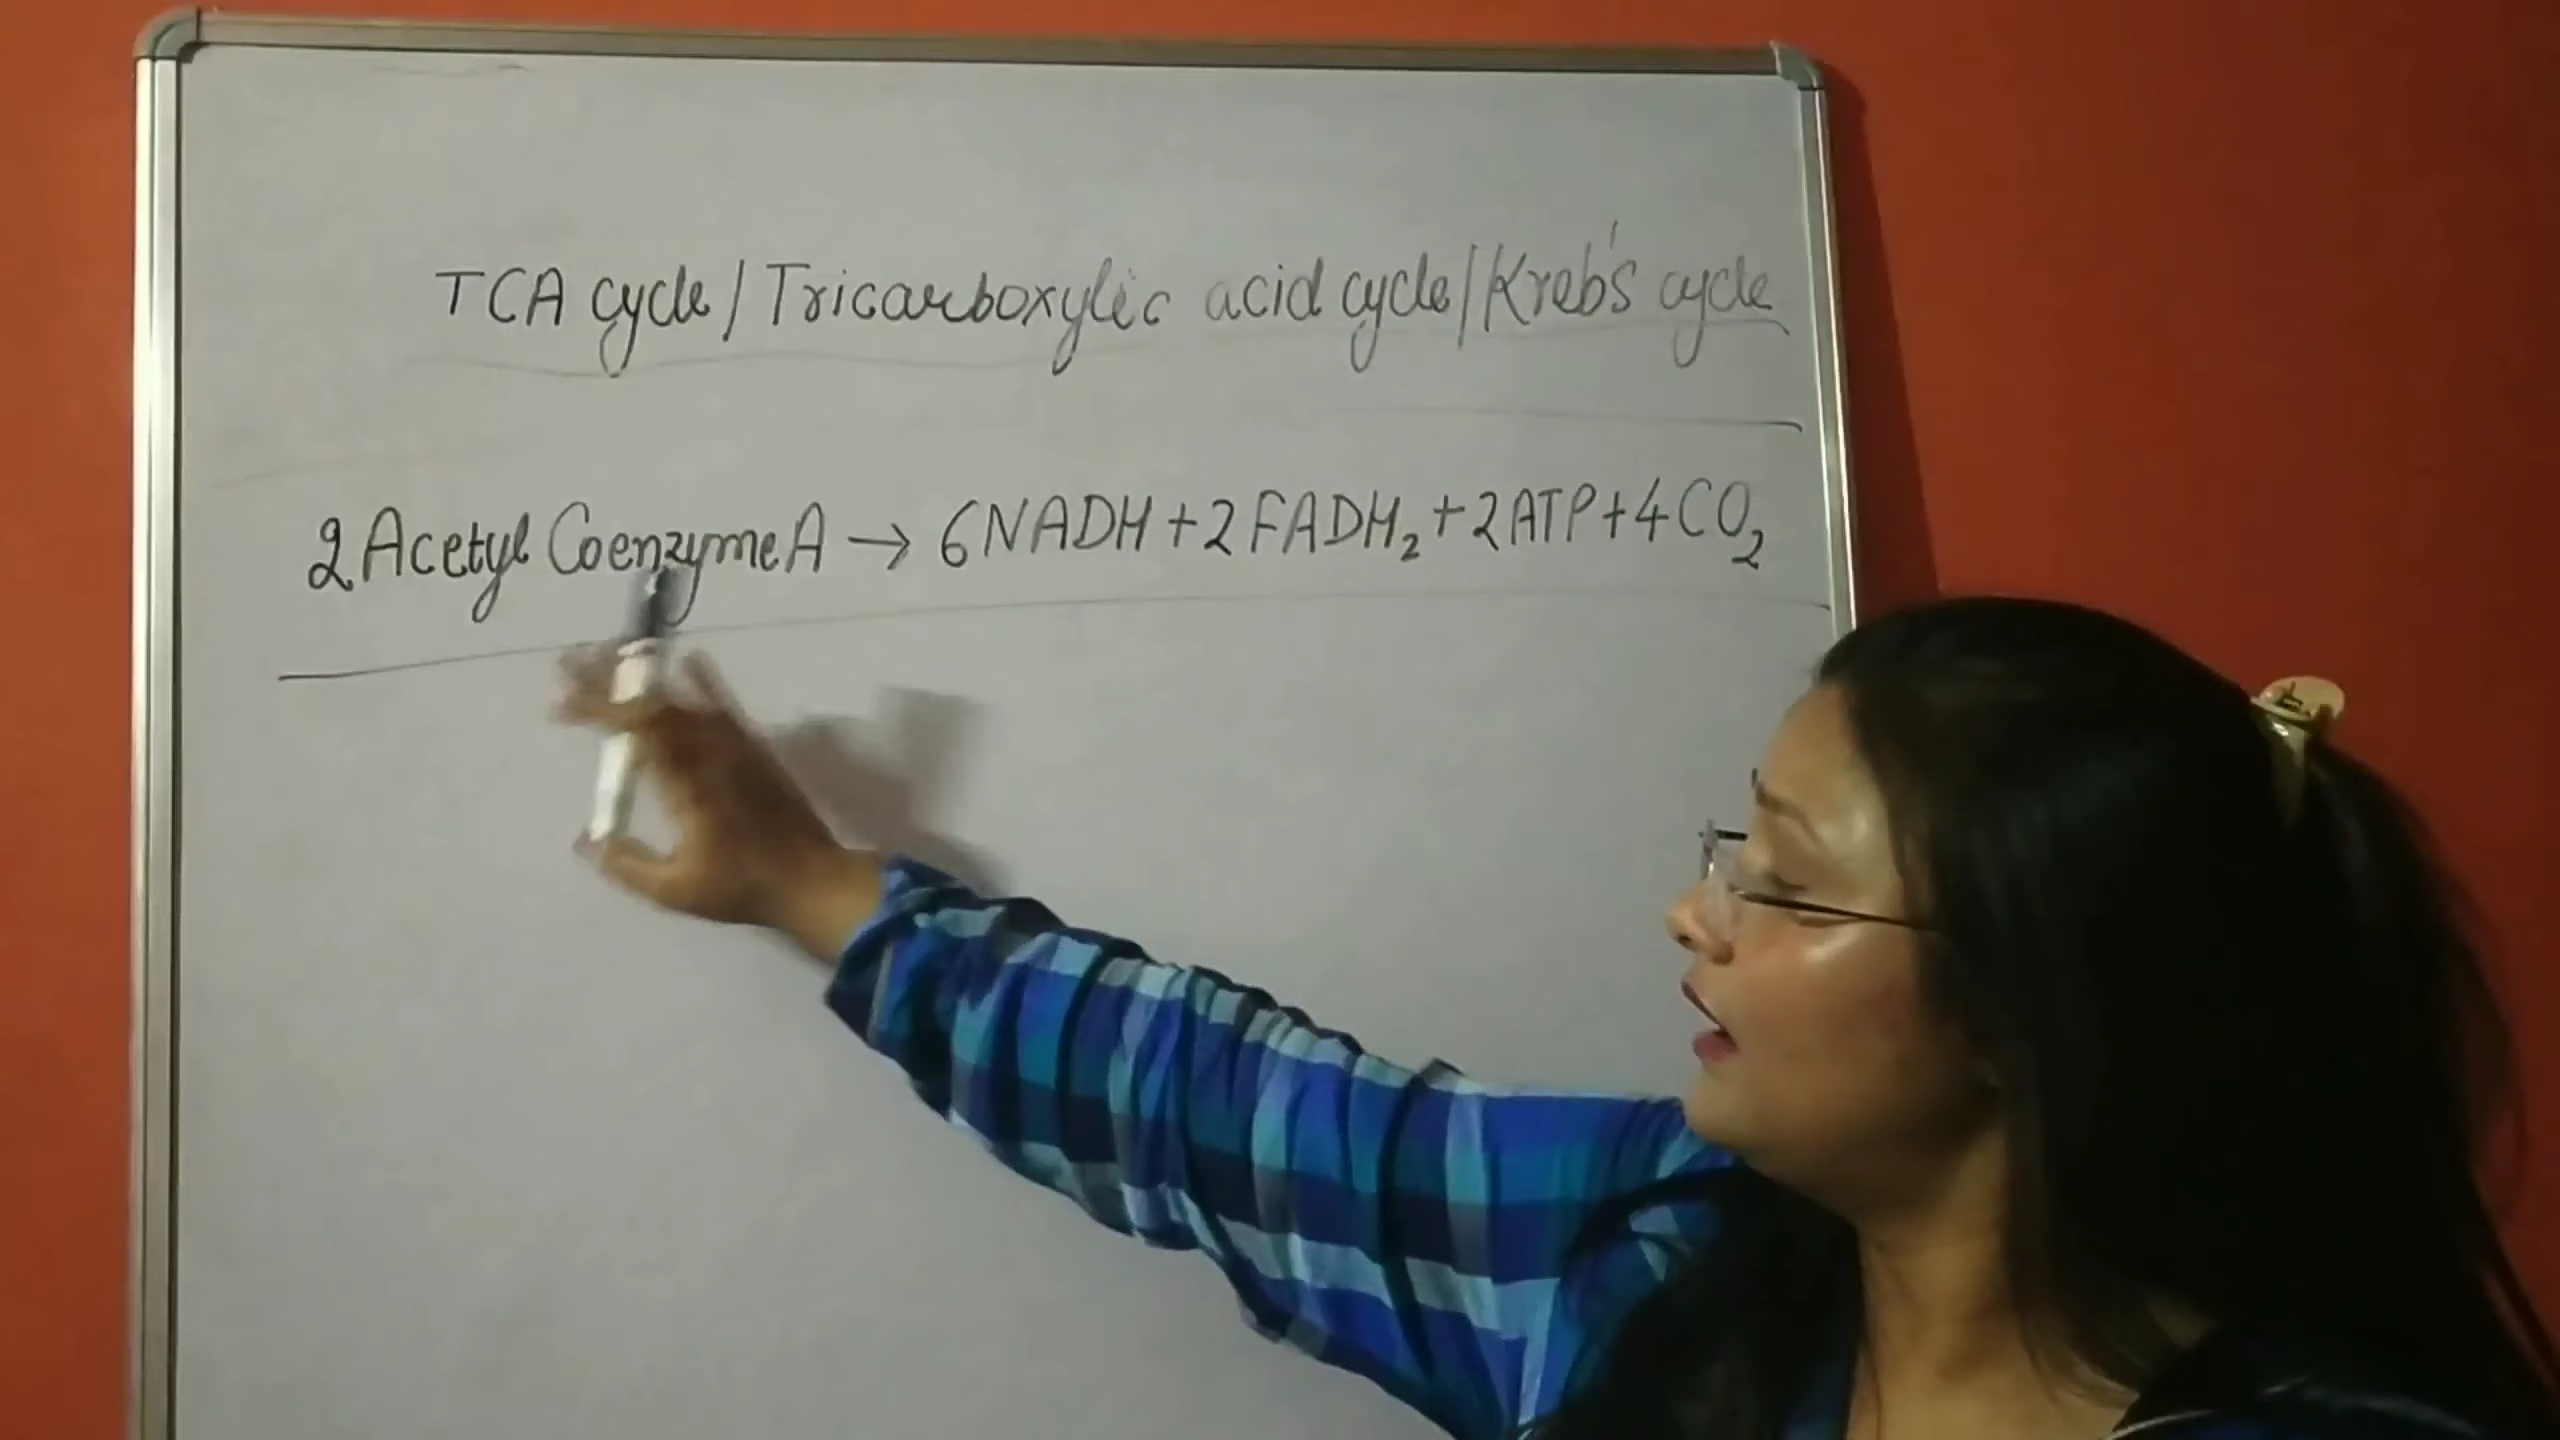 TCA cycle/Tricarboxylic acid cycle/Kreb's cycle
2 Acetyl Coenzyme A → 6NADH+2FADH₂+2ATP+4CO₂